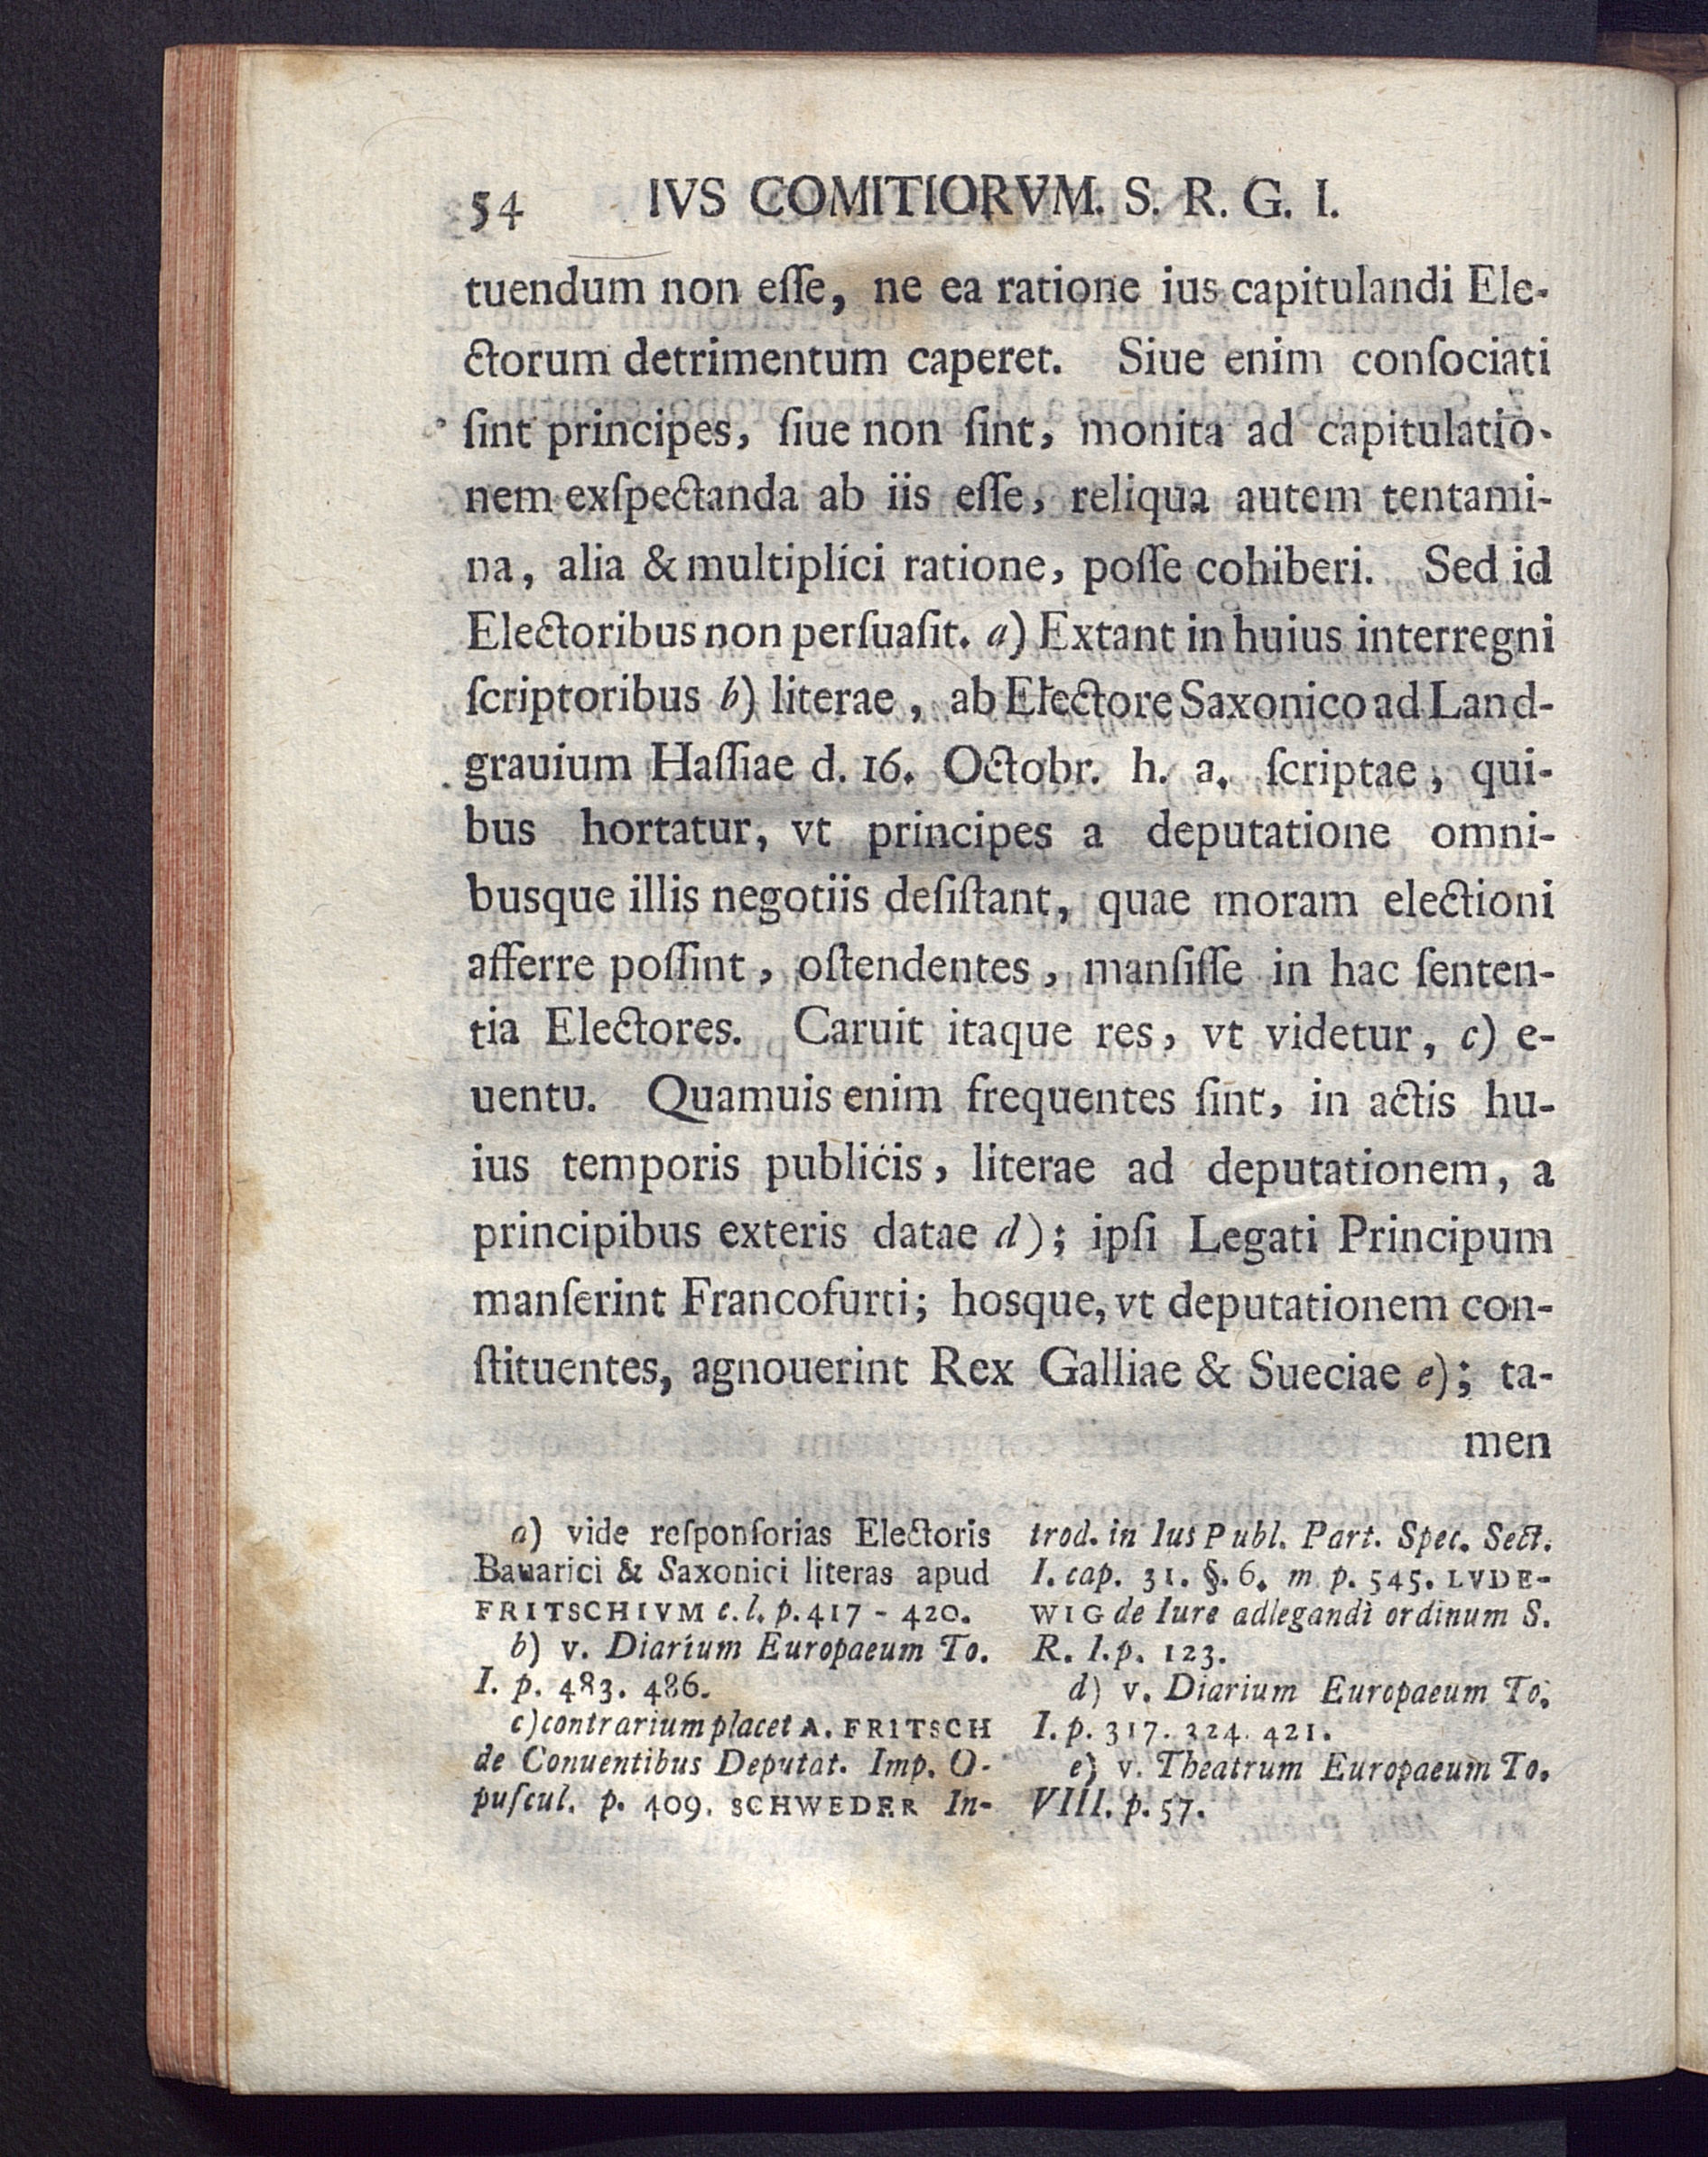 54 IVS COMITIORVM. S. R. G. I.
tuendum non eſſe, ne ea ratione ius capitulandi Ele-
ctorum detrimentum caperet. Siue enim conſociati
ſint principes, ſiue non ſint, monita ad capitulatio-
nem exſpectanda ab iis eſſe, reliqua autem tentami-
na, alia & multiplici ratione, poſſe cohiberi. Sed id
Electoribus non perſuaſit. a) Extant in huius interregni
ſcriptoribus b) literae, ab Electore Saxonico ad Land-
grauium Haſſiae d. 16. Octobr. h. a. ſcriptae, qui-
bus hortatur, vt principes a deputatione omni-
busque illis negotiis deſiſtant, quae moram electioni
afferre poſſint, oſtendentes, manſiſſe in hac ſenten-
tia Electores. Caruit itaque res, vt videtur, c) e-
uentu. Quamuis enim frequentes ſint, in actis hu-
ius temporis publicis, literae ad deputationem, a
principibus exteris datae d); ipſi Legati Principum
manſerint Francofurti; hosque, vt deputationem con-
ſtituentes, agnouerint Rex Galliae & Sueciae e); ta-
men
a) vide reſponſorias Electoris
Bauarici & Saxonici literas apud
FRITSCHIVM c. l. p. 417 - 420.
b) v. Diarium Europaeum To.
I. p. 483. 486.
c) contrarium placet A. FRITSCH
de Conuentibus Deputat. Imp. O-
puſcul. p. 409. SCHWEDER In-
trod. in Ius Publ. Part. Spec. Sect.
I. cap. 31. §. 6. m. p. 545. LVDE-
WIG de Iure adlegandi ordinum S.
R. I. p. 123.
d) v. Diarium Europaeum To.
I. p. 317. 324. 421.
e) v. Theatrum Europaeum To.
VIII. p. 57.